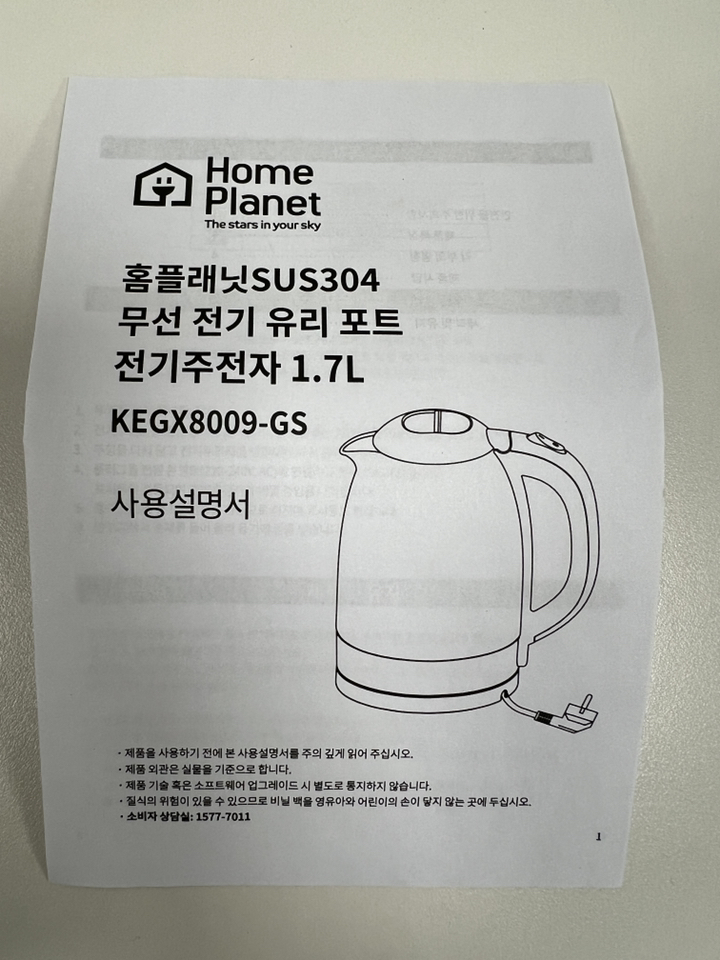 Home
Planet
The stars in your sky
홈플래닛SUS304
무선 전기 유리 포트
전기주전자 1.7L
KEGX8009-GS
사용설명서
· 제품을 사용하기 전에 본 사용설명서를 주의 깊게 읽어 주십시오.
· 제품 외관은 실물을 기준으로 합니다.
· 제품 기술 혹은 소프트웨어 업그레이드 시 별도로 통지하지 않습니다.
· 질식의 위험이 있을 수 있으므로 비닐 백을 영유아와 어린이의 손이 닿지 않는 곳에 두십시오.
· 소비자 상담실: 1577-7011
1